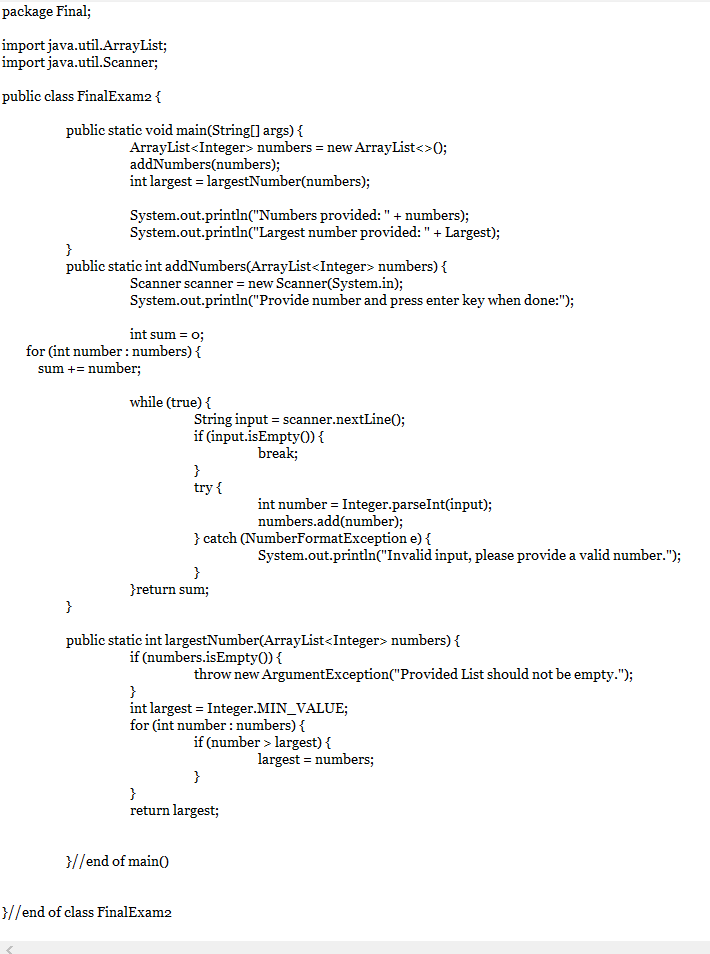 package Final;
import java.util.ArrayList;
import java.util.Scanner;
public class FinalExam2 {
public static void main(String[] args) {
ArrayList<Integer> numbers = new ArrayList<>();
addNumbers(numbers);
int largest = largestNumber(numbers);
System.out.println("Numbers provided: " + numbers);
System.out.println("Largest number provided: " + Largest);
}
public static int addNumbers(ArrayList<Integer> numbers) {
Scanner scanner = new Scanner(System.in);
System.out.println("Provide number and press enter key when done:");
int sum = 0;
for (int number : numbers) {
sum += number;
while (true) {
String input = scanner.nextLine();
if (input.isEmpty()) {
break;
}
try {
int number = Integer.parseInt(input);
numbers.add(number);
} catch (NumberFormatException e) {
System.out.println("Invalid input, please provide a valid number.");
}
}return sum;
}
public static int largestNumber(ArrayList<Integer> numbers) {
if (numbers.isEmpty()) {
throw new ArgumentException("Provided List should not be empty.");
}
int largest = Integer.MIN_VALUE;
for (int number : numbers) {
if (number > largest) {
largest = numbers;
}
}
return largest;
}//end of main()
}//end of class FinalExam2